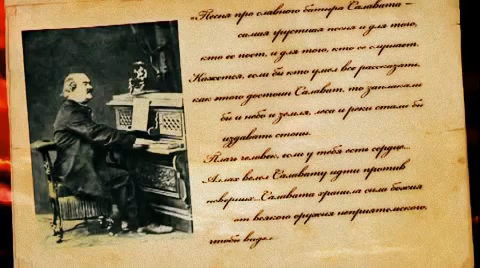 «Песня про славного батыра Салавата –
самая грустная песня и для того,
кто ее поет, и для того, кто ее слушает.
Кажется, если бы кто умел все рассказать,
как этого достоин Салават, то заплакали
бы и небо и земля, леса и реки стали бы
издавать стоны.
Плачь человек, если у тебя есть сердце...
Аллах велел Салавату идти против
неверных... Салавата хранила сила божия
от всякого оружия неприятельского,
чтобы видел